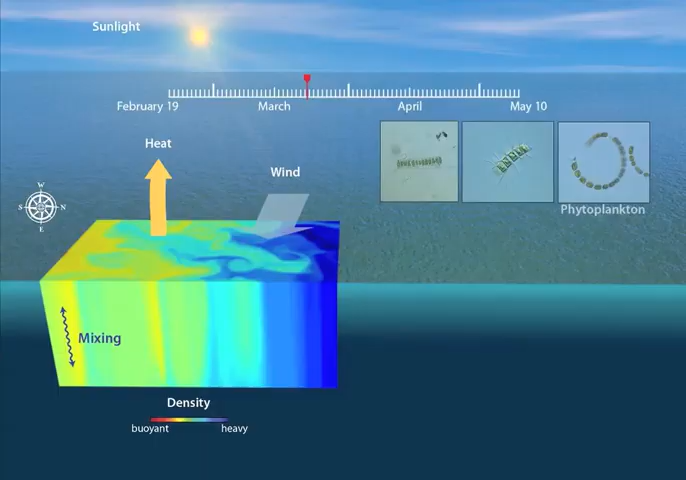 Sunlight
February 19
March
April
May 10
Heat
Wind
Phytoplankton
W
S
N
E
Mixing
Density
buoyant
heavy